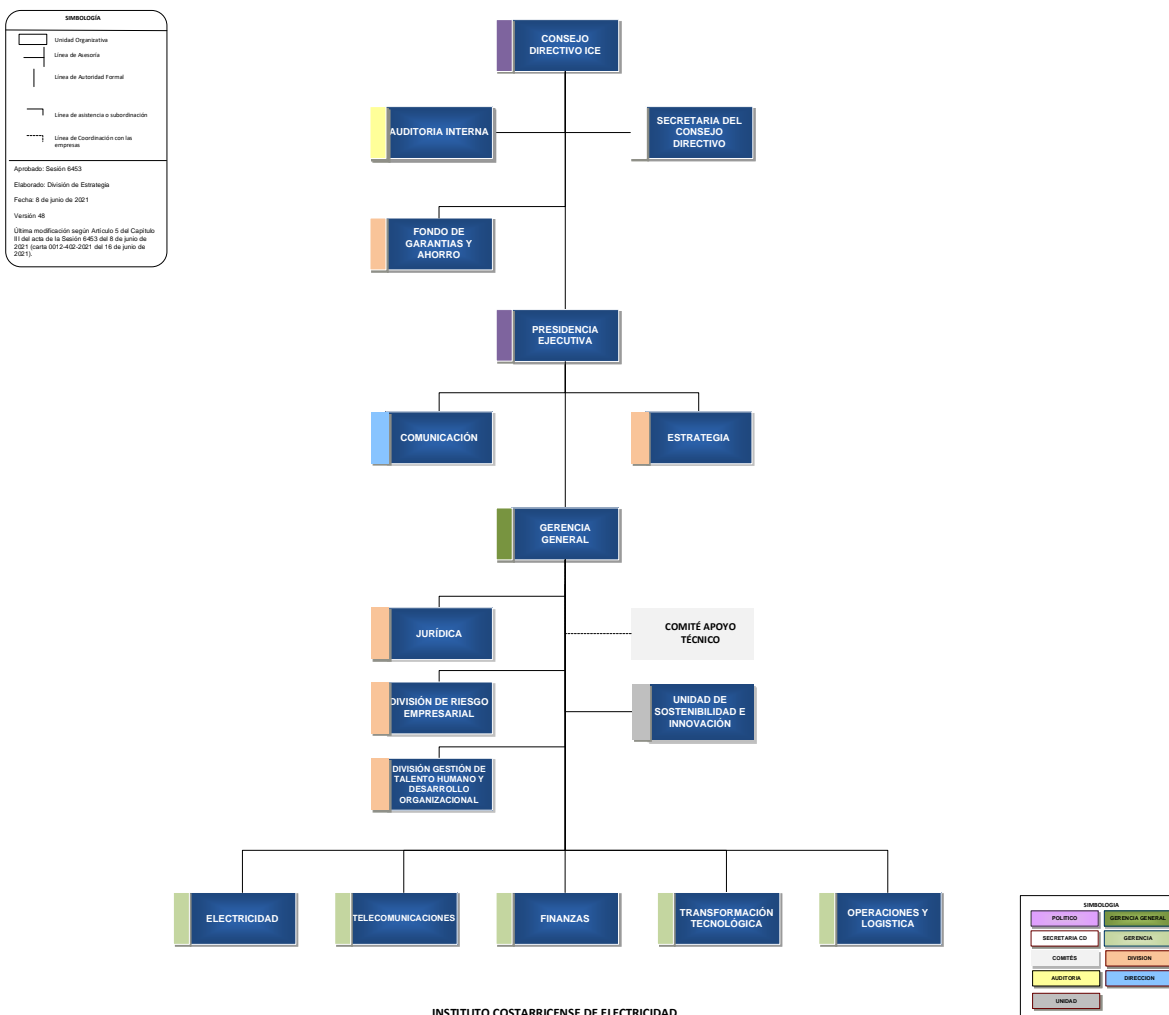 SIMBOLOGÍA
Unidad Organizativa
Línea de Asesoría
Línea de Autoridad Formal
Línea de asistencia o subordinación
Línea de Coordinación con las
empresas
Aprobado: Sesión 6453
Elaborado: División de Estrategia
Fecha: 8 de junio de 2021
Versión 48
Última modificación según Artículo 5 del Capítulo
III del acta de la Sesión 6453 del 8 de junio de
2021 (carta 0012-402-2021 del 16 de junio de
2021).
CONSEJO
DIRECTIVO ICE
AUDITORIA INTERNA
SECRETARIA DEL
CONSEJO
DIRECTIVO
FONDO DE
GARANTIAS Y
AHORRO
PRESIDENCIA
EJECUTIVA
COMUNICACIÓN
ESTRATEGIA
GERENCIA
GENERAL
JURÍDICA
COMITÉ APOYO
TÉCNICO
DIVISIÓN DE RIESGO
EMPRESARIAL
UNIDAD DE
SOSTENIBILIDAD E
INNOVACIÓN
DIVISIÓN GESTIÓN DE
TALENTO HUMANO Y
DESARROLLO
ORGANIZACIONAL
ELECTRICIDAD
TELECOMUNICACIONES
FINANZAS
TRANSFORMACIÓN
TECNOLÓGICA
OPERACIONES Y
LOGISTICA
SIMBOLOGIA
POLITICO
GERENCIA GENERAL
SECRETARIA CD
GERENCIA
COMITÉS
DIVISION
AUDITORIA
DIRECCION
UNIDAD
INSTITUTO COSTARRICENSE DE ELECTRICIDAD